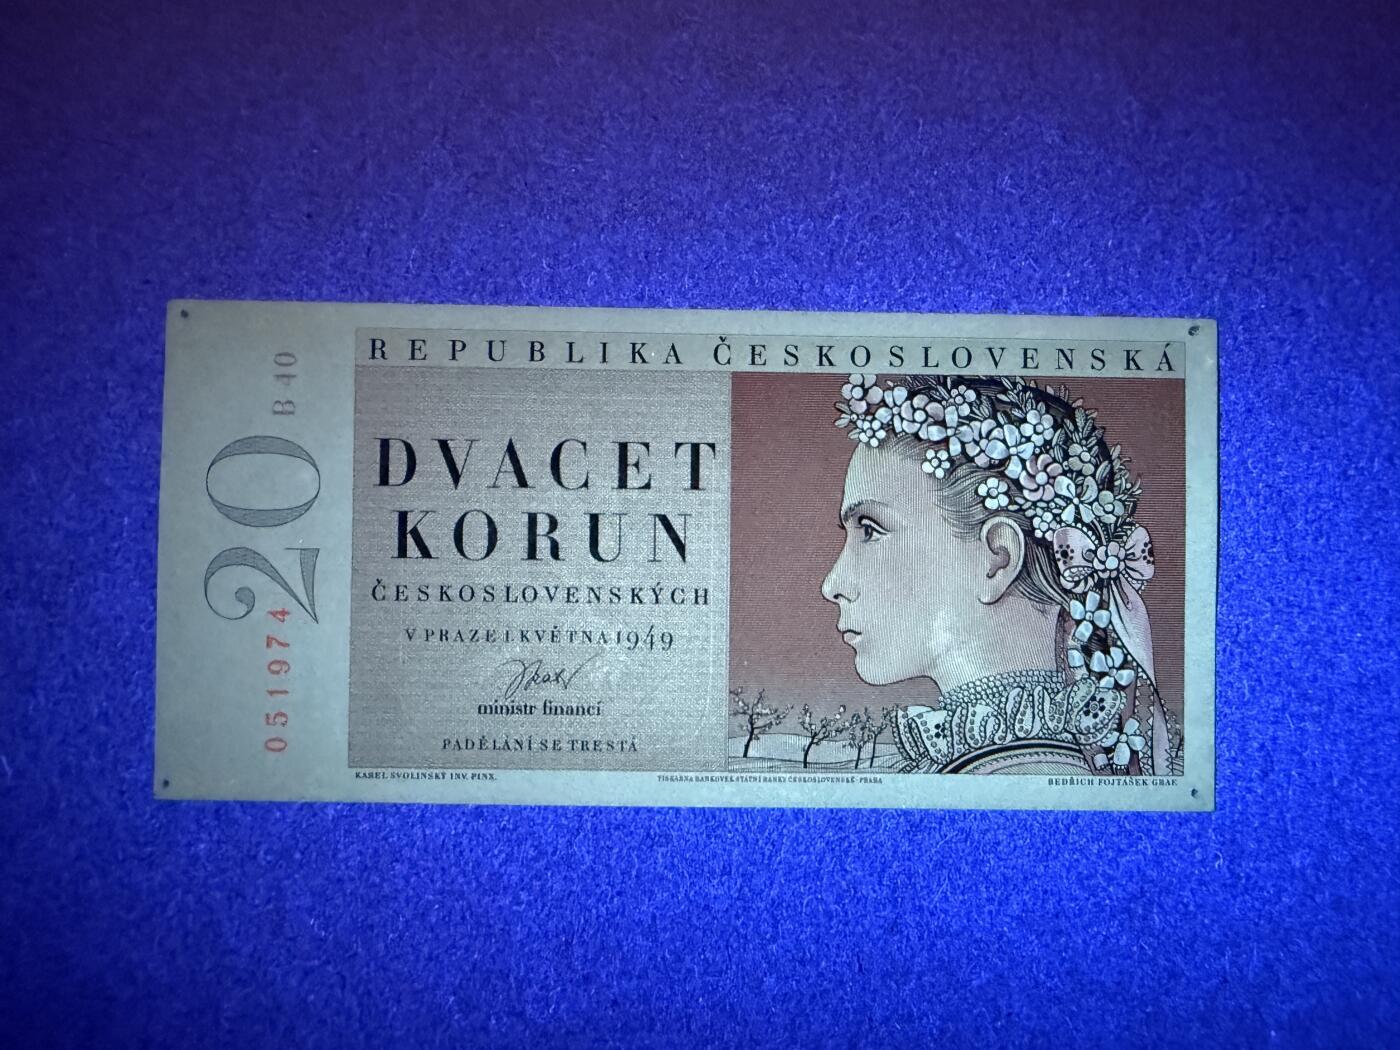 REPUBLIKA ČESKOSLOVENSKÁ
B 40
20
051974
DVACET
KORUN
ČESKOSLOVENSKÝCH
V PRAZE 1. KVĚTNA 1949
ministr financí
PADĚLÁNÍ SE TRESTÁ
KAREL SVOLINSKÝ INV. PINX.
TISKÁRNA BANKOVEK STÁTNÍ BANKY ČESKOSLOVENSKÉ - PRAHA
BEDŘICH FOJTÁŠEK GRAE.